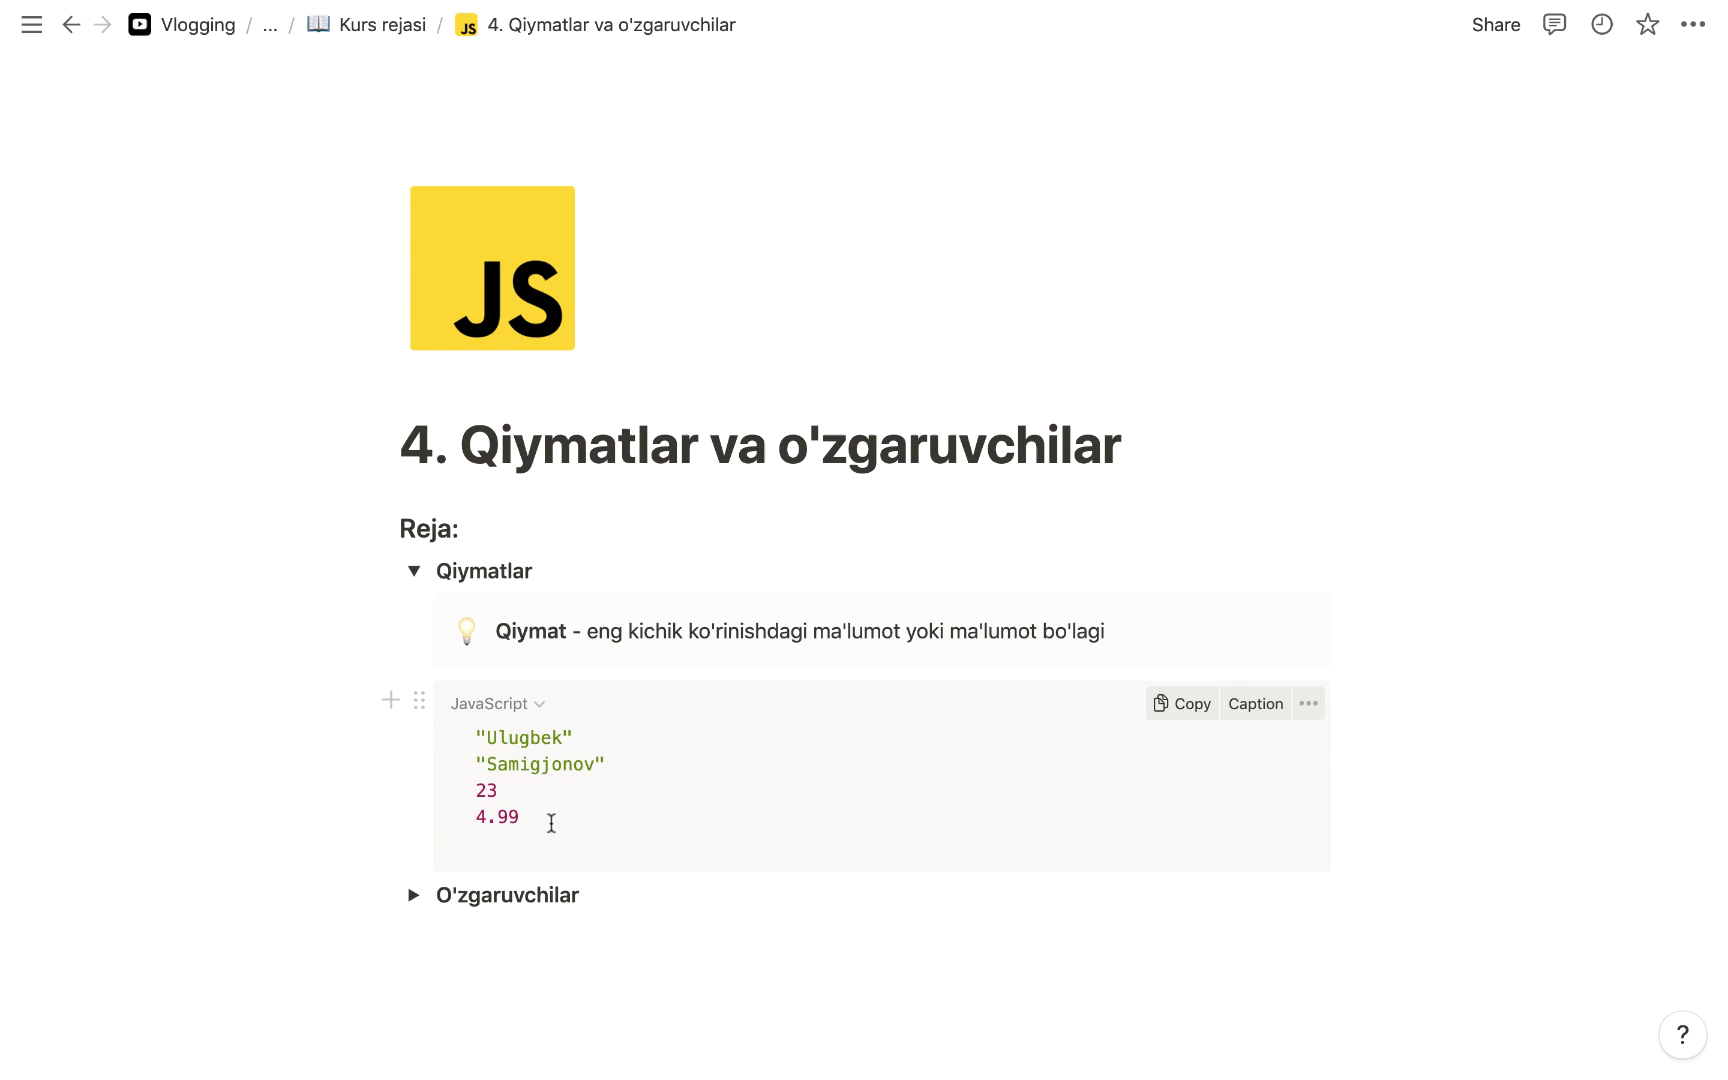 Vlogging / ... / Kurs rejasi / JS 4. Qiymatlar va o'zgaruvchilar
Share
JS
4. Qiymatlar va o'zgaruvchilar
Reja:
Qiymatlar
Qiymat - eng kichik ko'rinishdagi ma'lumot yoki ma'lumot bo'lagi
JavaScript
Copy Caption
"Ulugbek"
"Samigjonov"
23
4.99
O'zgaruvchilar
?